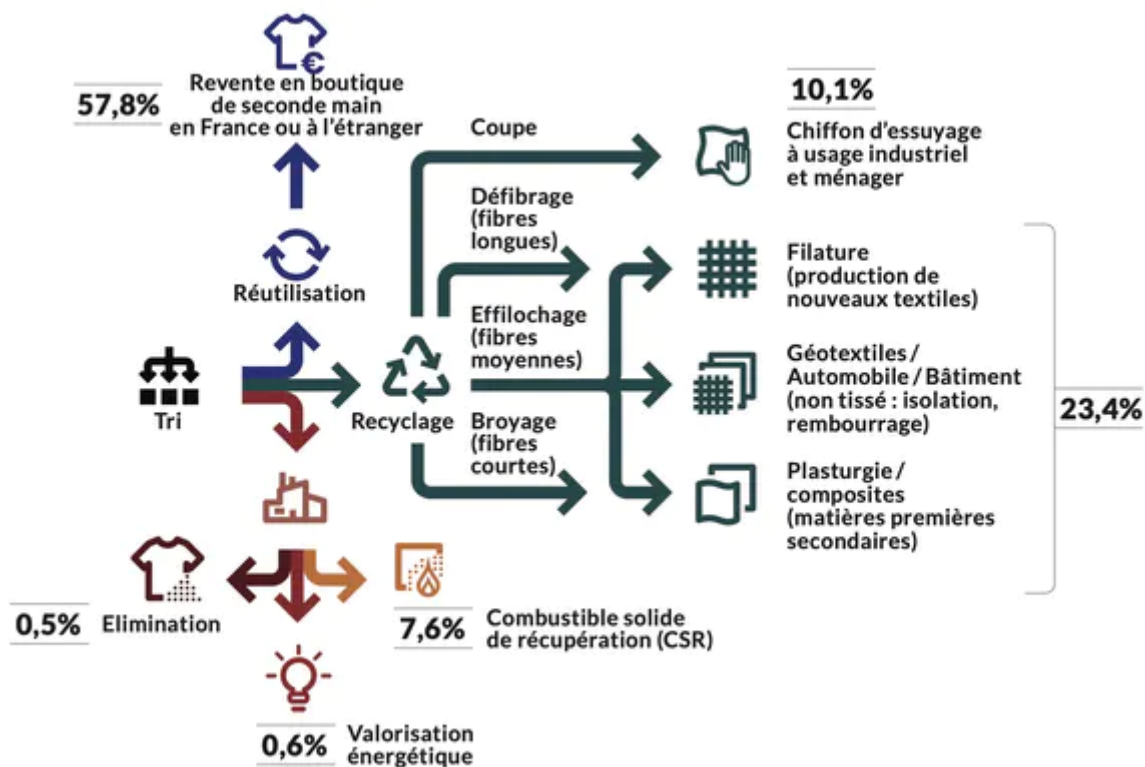 57,8%
Revente en boutique
de seconde main
en France ou à l'étranger
Réutilisation
Tri
Recyclage
Coupe
Défibrage
(fibres
longues)
Effilochage
(fibres
moyennes)
Broyage
(fibres
courtes)
10,1%
Chiffon d'essuyage
à usage industriel
et ménager
Filature
(production de
nouveaux textiles)
Géotextiles /
Automobile / Bâtiment
(non tissé : isolation,
rembourrage)
Plasturgie /
composites
(matières premières
secondaires)
23,4%
0,5%
Elimination
7,6%
Combustible solide
de récupération (CSR)
0,6%
Valorisation
énergétique